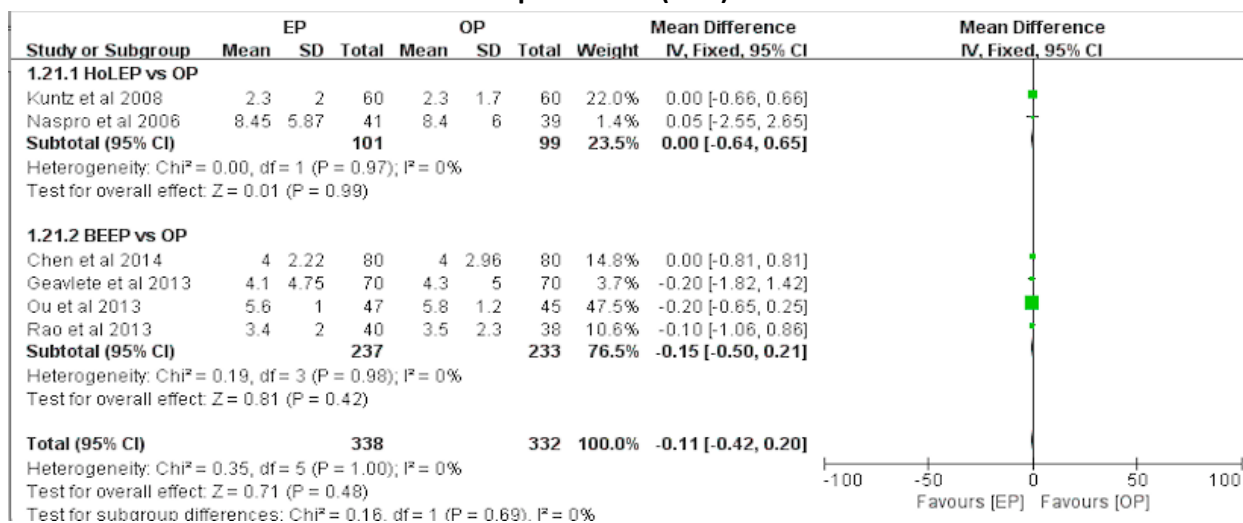 EP OP Mean Difference Mean Difference
Study or Subgroup Mean SD Total Mean SD Total Weight IV, Fixed, 95% CI IV, Fixed, 95% CI
1.21.1 HoLEP vs OP
Kuntz et al 2008 2.3 2 60 2.3 1.7 60 22.0% 0.00 [-0.66, 0.66]
Naspro et al 2006 8.45 5.87 41 8.4 6 39 1.4% 0.05 [-2.55, 2.65]
Subtotal (95% CI) 101 99 23.5% 0.00 [-0.64, 0.65]
Heterogeneity: Chi² = 0.00, df = 1 (P = 0.97); I² = 0%
Test for overall effect: Z = 0.01 (P = 0.99)
1.21.2 BEEP vs OP
Chen et al 2014 4 2.22 80 4 2.96 80 14.8% 0.00 [-0.81, 0.81]
Geavlete et al 2013 4.1 4.75 70 4.3 5 70 3.7% -0.20 [-1.82, 1.42]
Ou et al 2013 5.6 1 47 5.8 1.2 45 47.5% -0.20 [-0.65, 0.25]
Rao et al 2013 3.4 2 40 3.5 2.3 38 10.6% -0.10 [-1.06, 0.86]
Subtotal (95% CI) 237 233 76.5% -0.15 [-0.50, 0.21]
Heterogeneity: Chi² = 0.19, df = 3 (P = 0.98); I² = 0%
Test for overall effect: Z = 0.81 (P = 0.42)
Total (95% CI) 338 332 100.0% -0.11 [-0.42, 0.20]
Heterogeneity: Chi² = 0.35, df = 5 (P = 1.00); I² = 0%
Test for overall effect: Z = 0.71 (P = 0.48)
Test for subgroup differences: Chi² = 0.16, df = 1 (P = 0.69), I² = 0%
-100 -50 0 50 100
Favours [EP] Favours [OP]